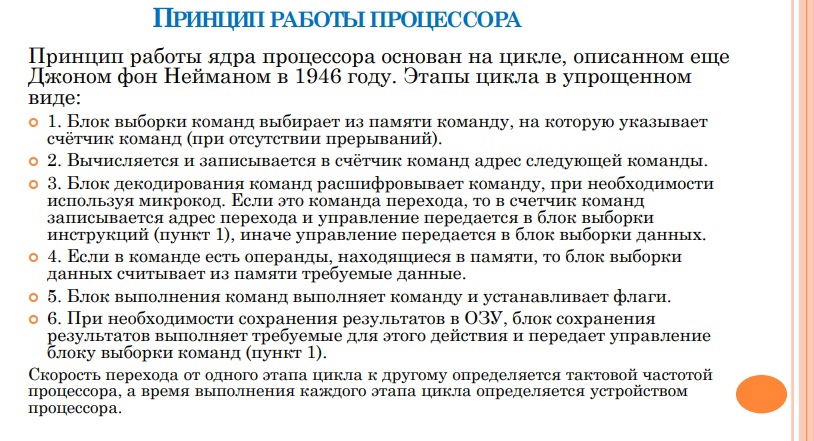 ПРИНЦИП РАБОТЫ ПРОЦЕССОРА
Принцип работы ядра процессора основан на цикле, описанном еще
Джоном фон Нейманом в 1946 году. Этапы цикла в упрощенном
виде:
1. Блок выборки команд выбирает из памяти команду, на которую указывает
счётчик команд (при отсутствии прерываний).
2. Вычисляется и записывается в счётчик команд адрес следующей команды.
3. Блок декодирования команд расшифровывает команду, при необходимости
используя микрокод. Если это команда перехода, то в счетчик команд
записывается адрес перехода и управление передается в блок выборки
инструкций (пункт 1), иначе управление передается в блок выборки данных.
4. Если в команде есть операнды, находящиеся в памяти, то блок выборки
данных считывает из памяти требуемые данные.
5. Блок выполнения команд выполняет команду и устанавливает флаги.
6. При необходимости сохранения результатов в ОЗУ, блок сохранения
результатов выполняет требуемые для этого действия и передает управление
блоку выборки команд (пункт 1).
Скорость перехода от одного этапа цикла к другому определяется тактовой частотой
процессора, а время выполнения каждого этапа цикла определяется устройством
процессора.